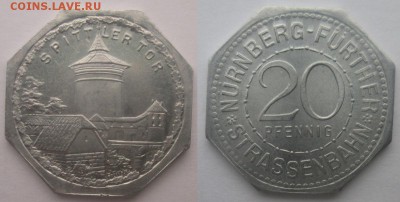 COINS.LAVE.RU
SPITTLERTOR
NÜRNBERG-FÜRTHER
20
PFENNIG
* STRASSENBAHN *